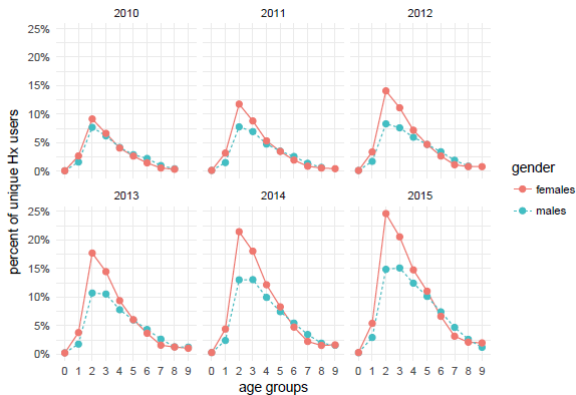 2010 2011 2012
25%
20%
15%
10%
5%
0%
2013 2014 2015
25%
20%
15%
10%
5%
0%
0 1 2 3 4 5 6 7 8 9 0 1 2 3 4 5 6 7 8 9 0 1 2 3 4 5 6 7 8 9
age groups
percent of unique Hx users
gender
females
males